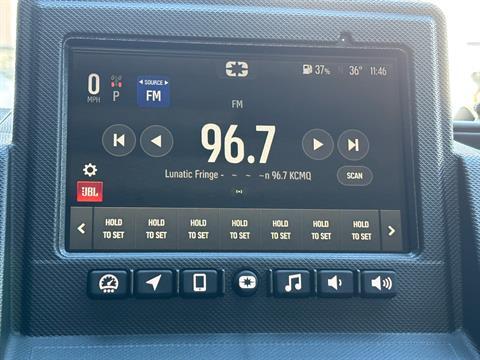 0 MPH
P
SOURCE
FM
37%
N 36° 11:46
FM
96.7
Lunatic Fringe - ~ ~ ~n 96.7 KCMQ
SCAN
JBL
HOLD TO SET HOLD TO SET HOLD TO SET HOLD TO SET HOLD TO SET HOLD TO SET HOLD TO SET